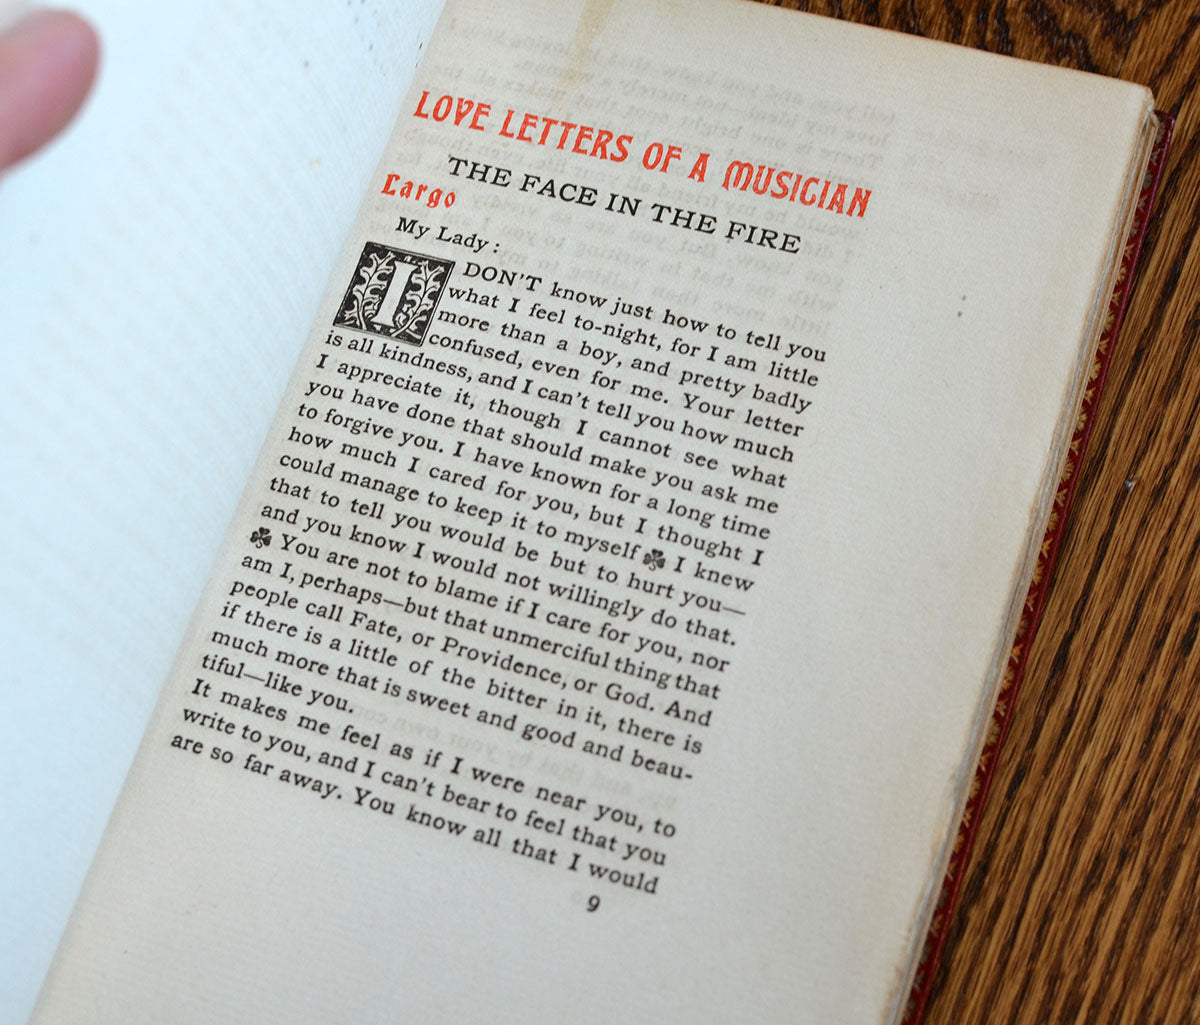 LOVE LETTERS OF A MUSICIAN
THE FACE IN THE FIRE
Largo
My Lady:
I DON'T know just how to tell you
what I feel to-night, for I am little
more than a boy, and pretty badly
confused, even for me. Your letter
is all kindness, and I can't tell you how much
I appreciate it, though I cannot see what
you have done that should make you ask me
to forgive you. I have known for a long time
how much I cared for you, but I thought I
could manage to keep it to myself ☘ I knew
that to tell you would be but to hurt you—
and you know I would not willingly do that.
☘ You are not to blame if I care for you, nor
am I, perhaps—but that unmerciful thing that
people call Fate, or Providence, or God. And
if there is a little of the bitter in it, there is
much more that is sweet and good and beau-
tiful—like you.
It makes me feel as if I were near you, to
write to you, and I can't bear to feel that you
are so far away. You know all that I would
9